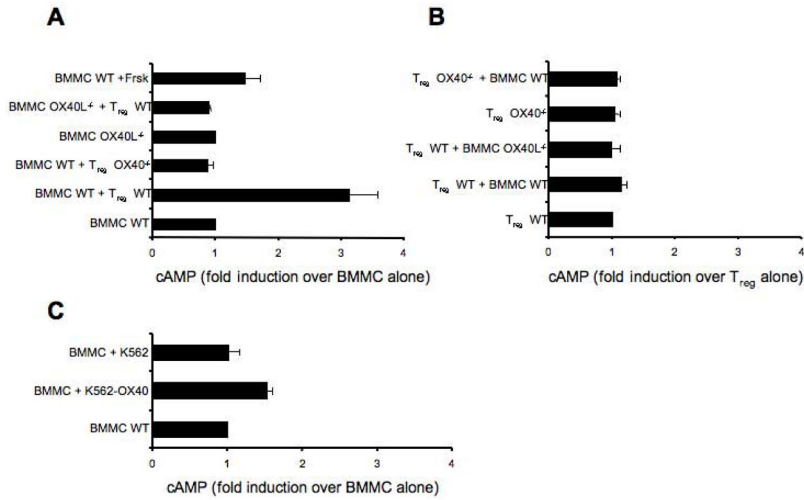 A
BMMC WT +Frsk
BMMC OX40L-/- + Treg WT
BMMC OX40L-/-
BMMC WT + Treg OX40-/-
BMMC WT + Treg WT
BMMC WT
0 1 2 3 4
cAMP (fold induction over BMMC alone)
B
Treg OX40-/- + BMMC WT
Treg OX40-/-
Treg WT + BMMC OX40L-/-
Treg WT + BMMC WT
Treg WT
0 1 2 3 4
cAMP (fold induction over Treg alone)
C
BMMC + K562
BMMC + K562-OX40
BMMC WT
0 1 2 3 4
cAMP (fold induction over BMMC alone)